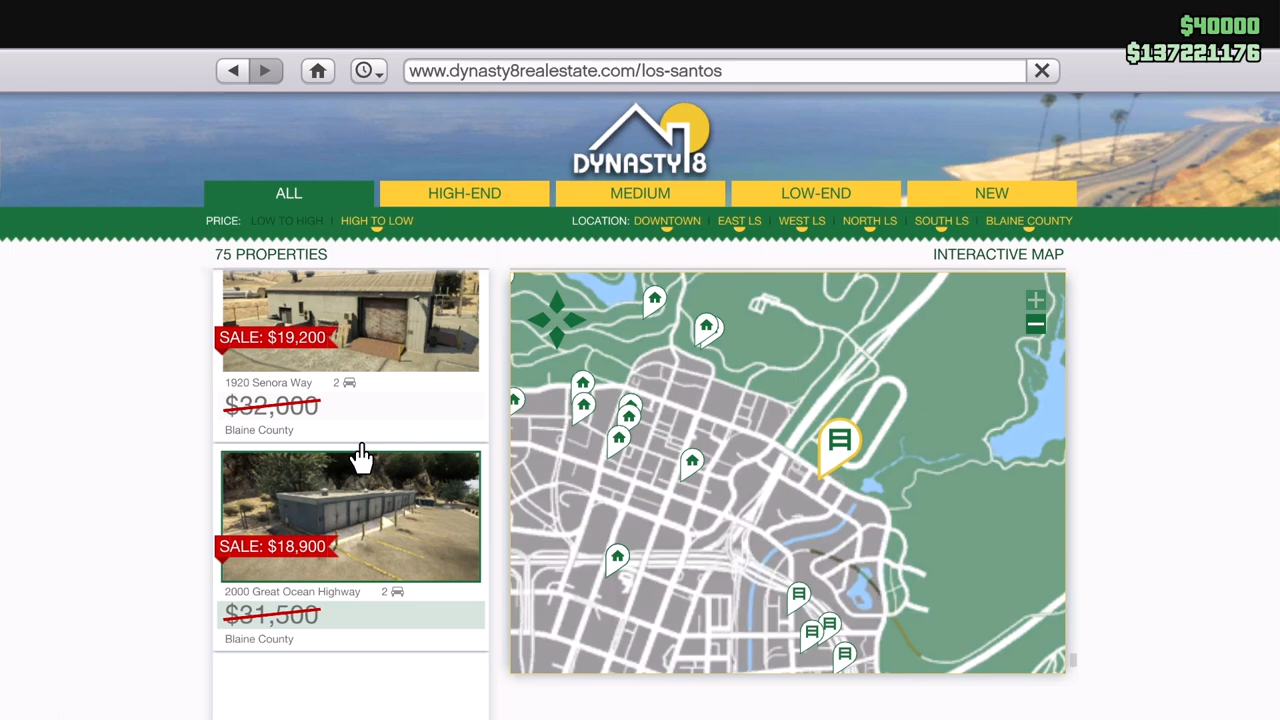 $40000
$137221176
www.dynasty8realestate.com/los-santos
DYNASTY 8
ALL HIGH-END MEDIUM LOW-END NEW
PRICE: LOW TO HIGH HIGH TO LOW LOCATION: DOWNTOWN EAST LS WEST LS NORTH LS SOUTH LS BLAINE COUNTY
75 PROPERTIES INTERACTIVE MAP
SALE: $19,200
1920 Senora Way 2
$32,000
Blaine County
SALE: $18,900
2000 Great Ocean Highway 2
$31,500
Blaine County